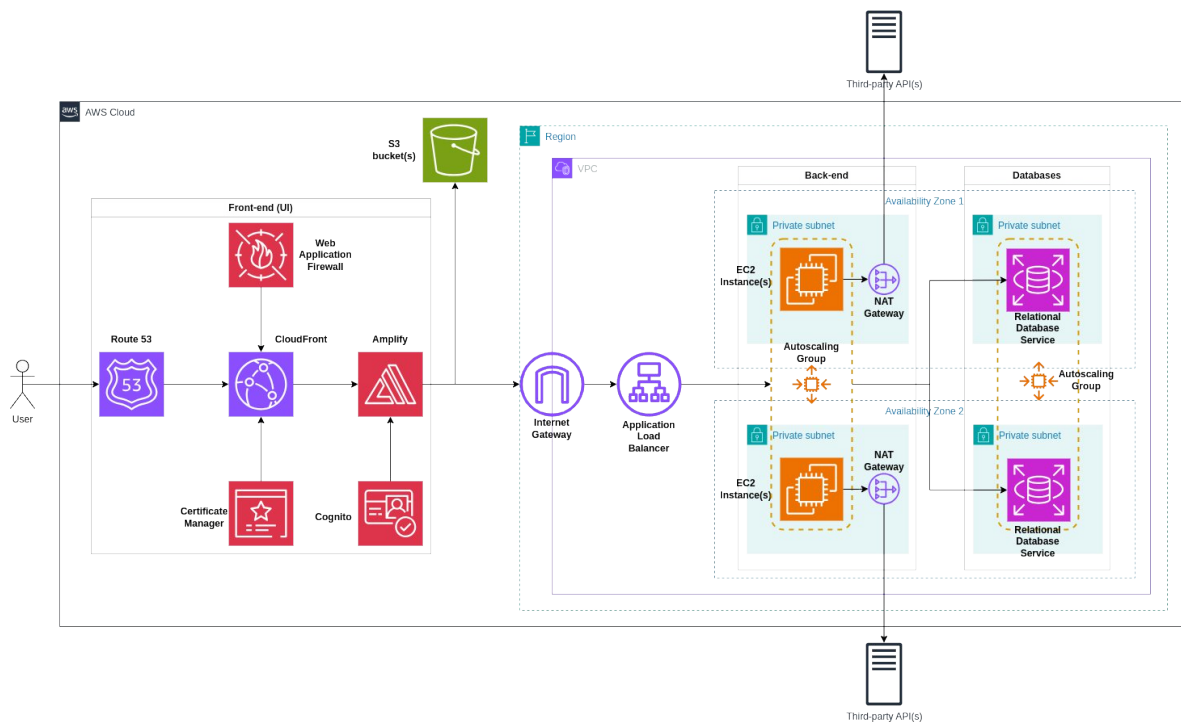 Third-party API(s)
aws
AWS Cloud
S3
bucket(s)
Region
VPC
Back-end
Databases
Front-end (UI)
Availability Zone 1
Private subnet
Private subnet
Web
Application
Firewall
EC2
Instance(s)
NAT
Gateway
Relational
Database
Service
Route 53
CloudFront
Amplify
53
User
Autoscaling
Group
Autoscaling
Group
Internet
Gateway
Application
Load
Balancer
Availability Zone 2
Private subnet
Private subnet
NAT
Gateway
EC2
Instance(s)
Certificate
Manager
Cognito
Relational
Database
Service
Third-party API(s)